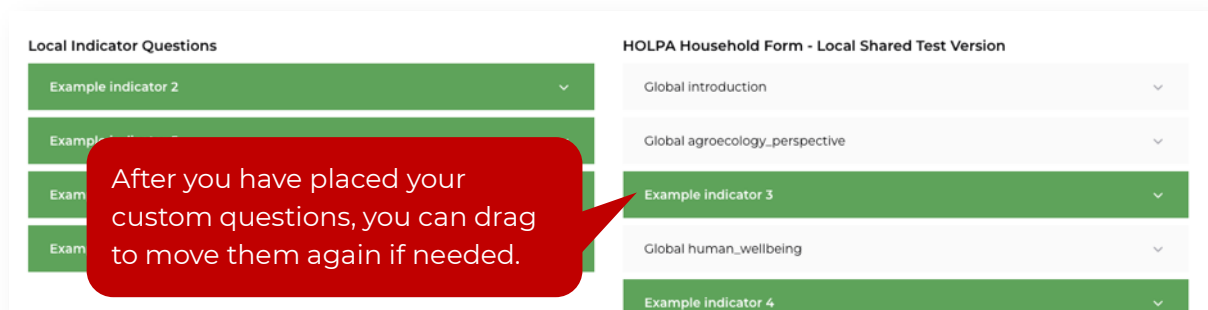 Local Indicator Questions
Example indicator 2
Exam
Exam
HOLPA Household Form - Local Shared Test Version
Global introduction
Global agroecology_perspective
Example indicator 3
Global human_wellbeing
Example indicator 4
After you have placed your
custom questions, you can drag
to move them again if needed.